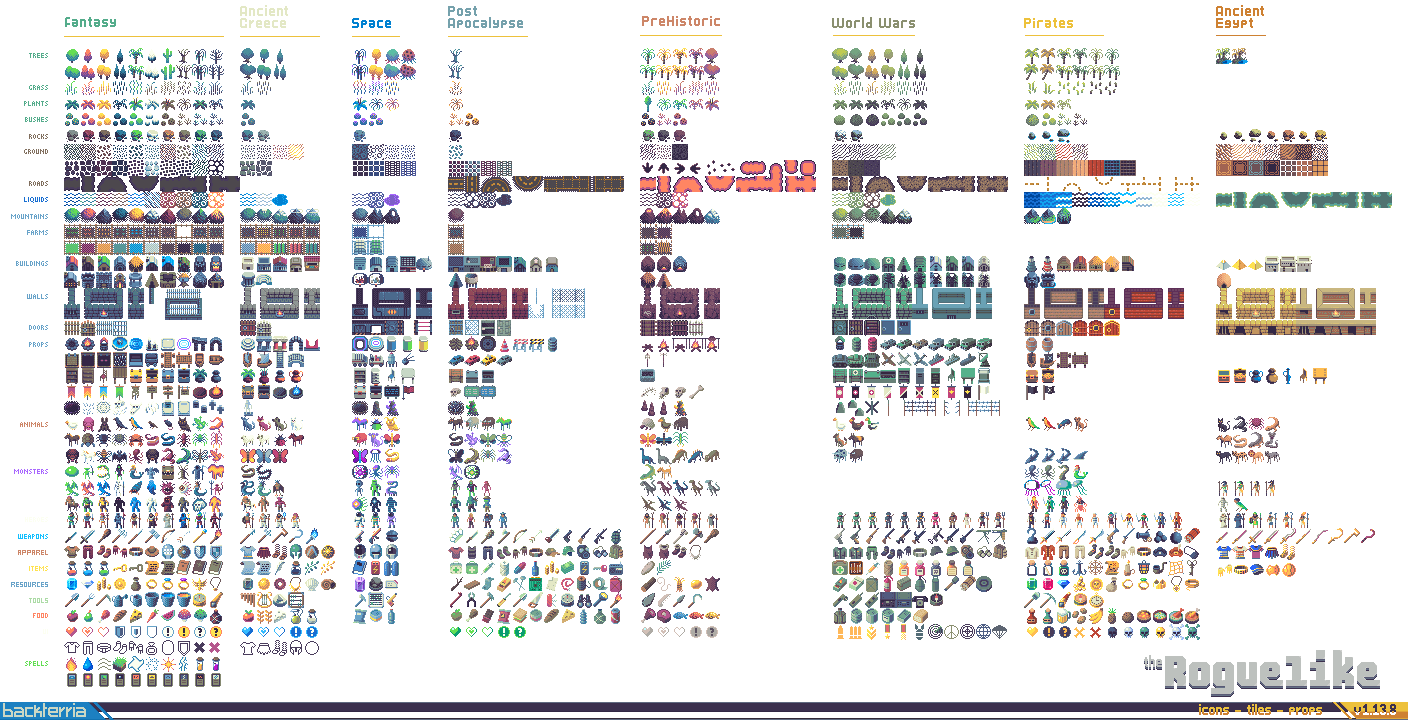 Fantasy
Ancient
Greece
Space
Post
Apocalypse
PreHistoric
World Wars
Pirates
Ancient
Egypt
TREES
GRASS
PLANTS
BUSHES
ROCKS
GROUND
ROADS
LIQUIDS
MOUNTAINS
FARMS
BUILDINGS
WALLS
DOORS
PROPS
ANIMALS
MONSTERS
WEAPONS
APPAREL
ITEMS
RESOURCES
TOOLS
FOOD
SPELLS
the Roguelike
backterria
icons - tiles - props
v1.13.8